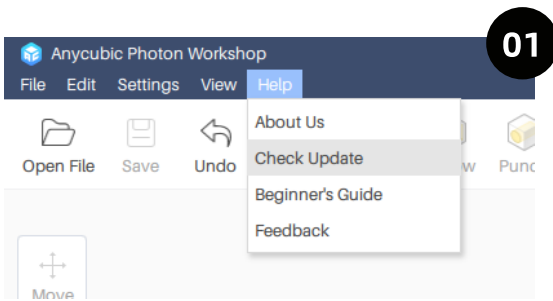 01
Anycubic Photon Workshop
File Edit Settings View Help
About Us
Check Update
Beginner's Guide
Feedback
Open File Save Undo
Move